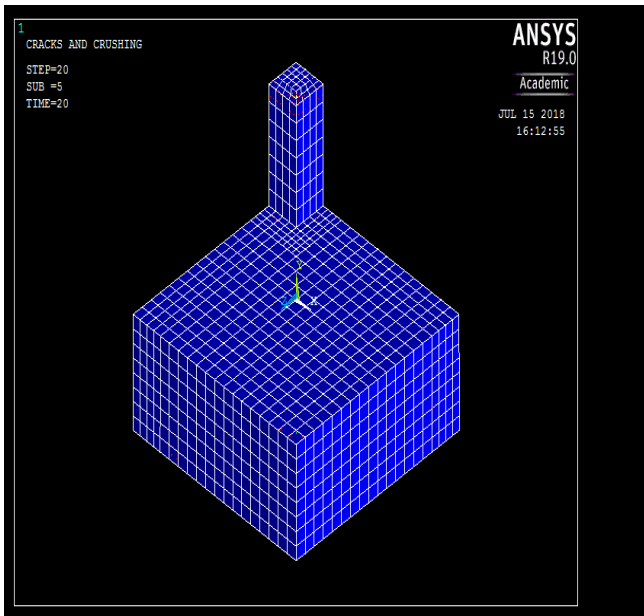 1
CRACKS AND CRUSHING
STEP=20
SUB =5
TIME=20
ANSYS
R19.0
Academic
JUL 15 2018
16:12:55
Y
Z
X